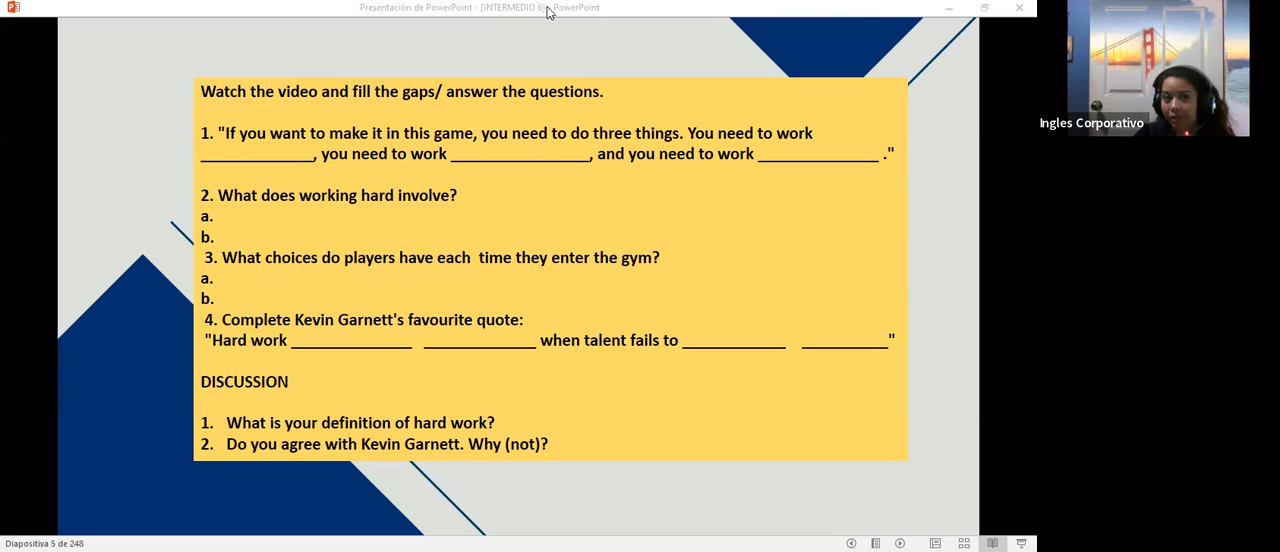 Presentación de PowerPoint - [INTERMEDIO 6] - PowerPoint
Watch the video and fill the gaps/ answer the questions.
1. "If you want to make it in this game, you need to do three things. You need to work
_____________, you need to work ________________, and you need to work ______________ ."
2. What does working hard involve?
a.
b.
3. What choices do players have each  time they enter the gym?
a.
b.
4. Complete Kevin Garnett's favourite quote:
"Hard work ______________  _____________ when talent fails to ____________  __________"
DISCUSSION
1. What is your definition of hard work?
2. Do you agree with Kevin Garnett. Why (not)?
Ingles Corporativo
Diapositiva 5 de 248